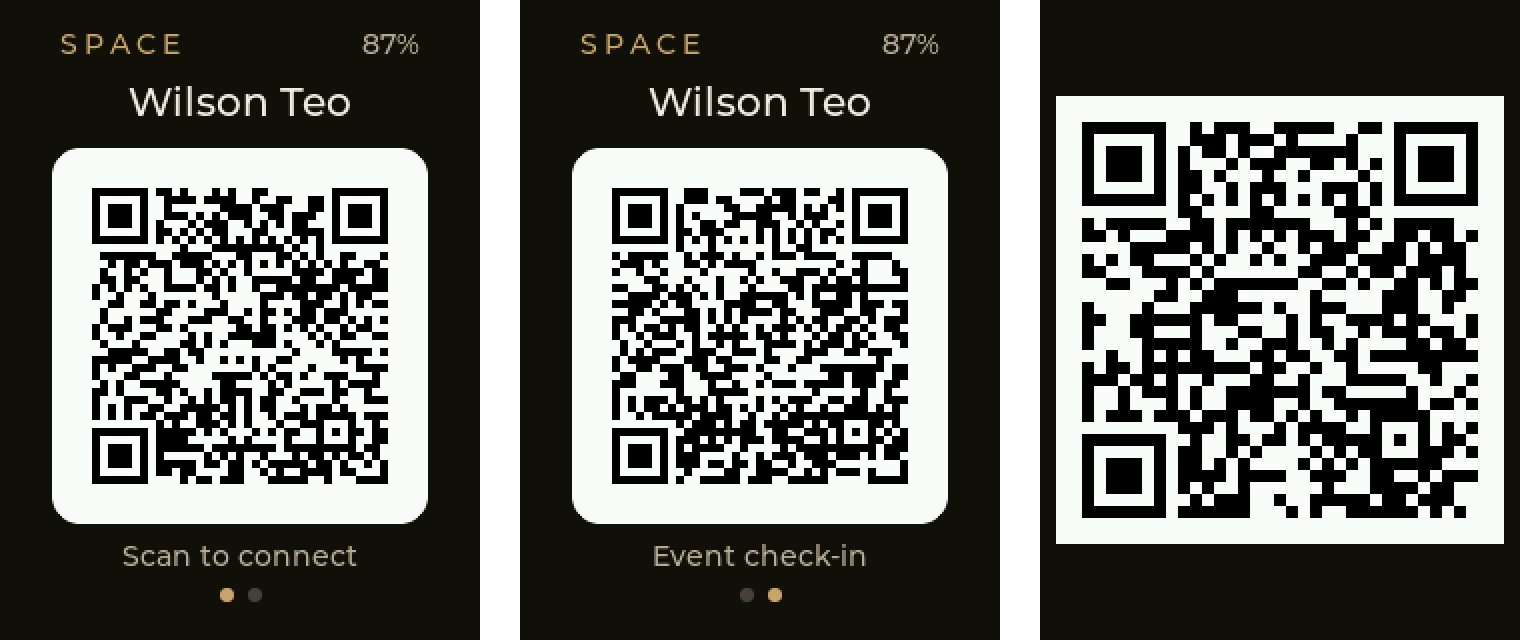 SPACE 87%
Wilson Teo
Scan to connect
SPACE 87%
Wilson Teo
Event check-in